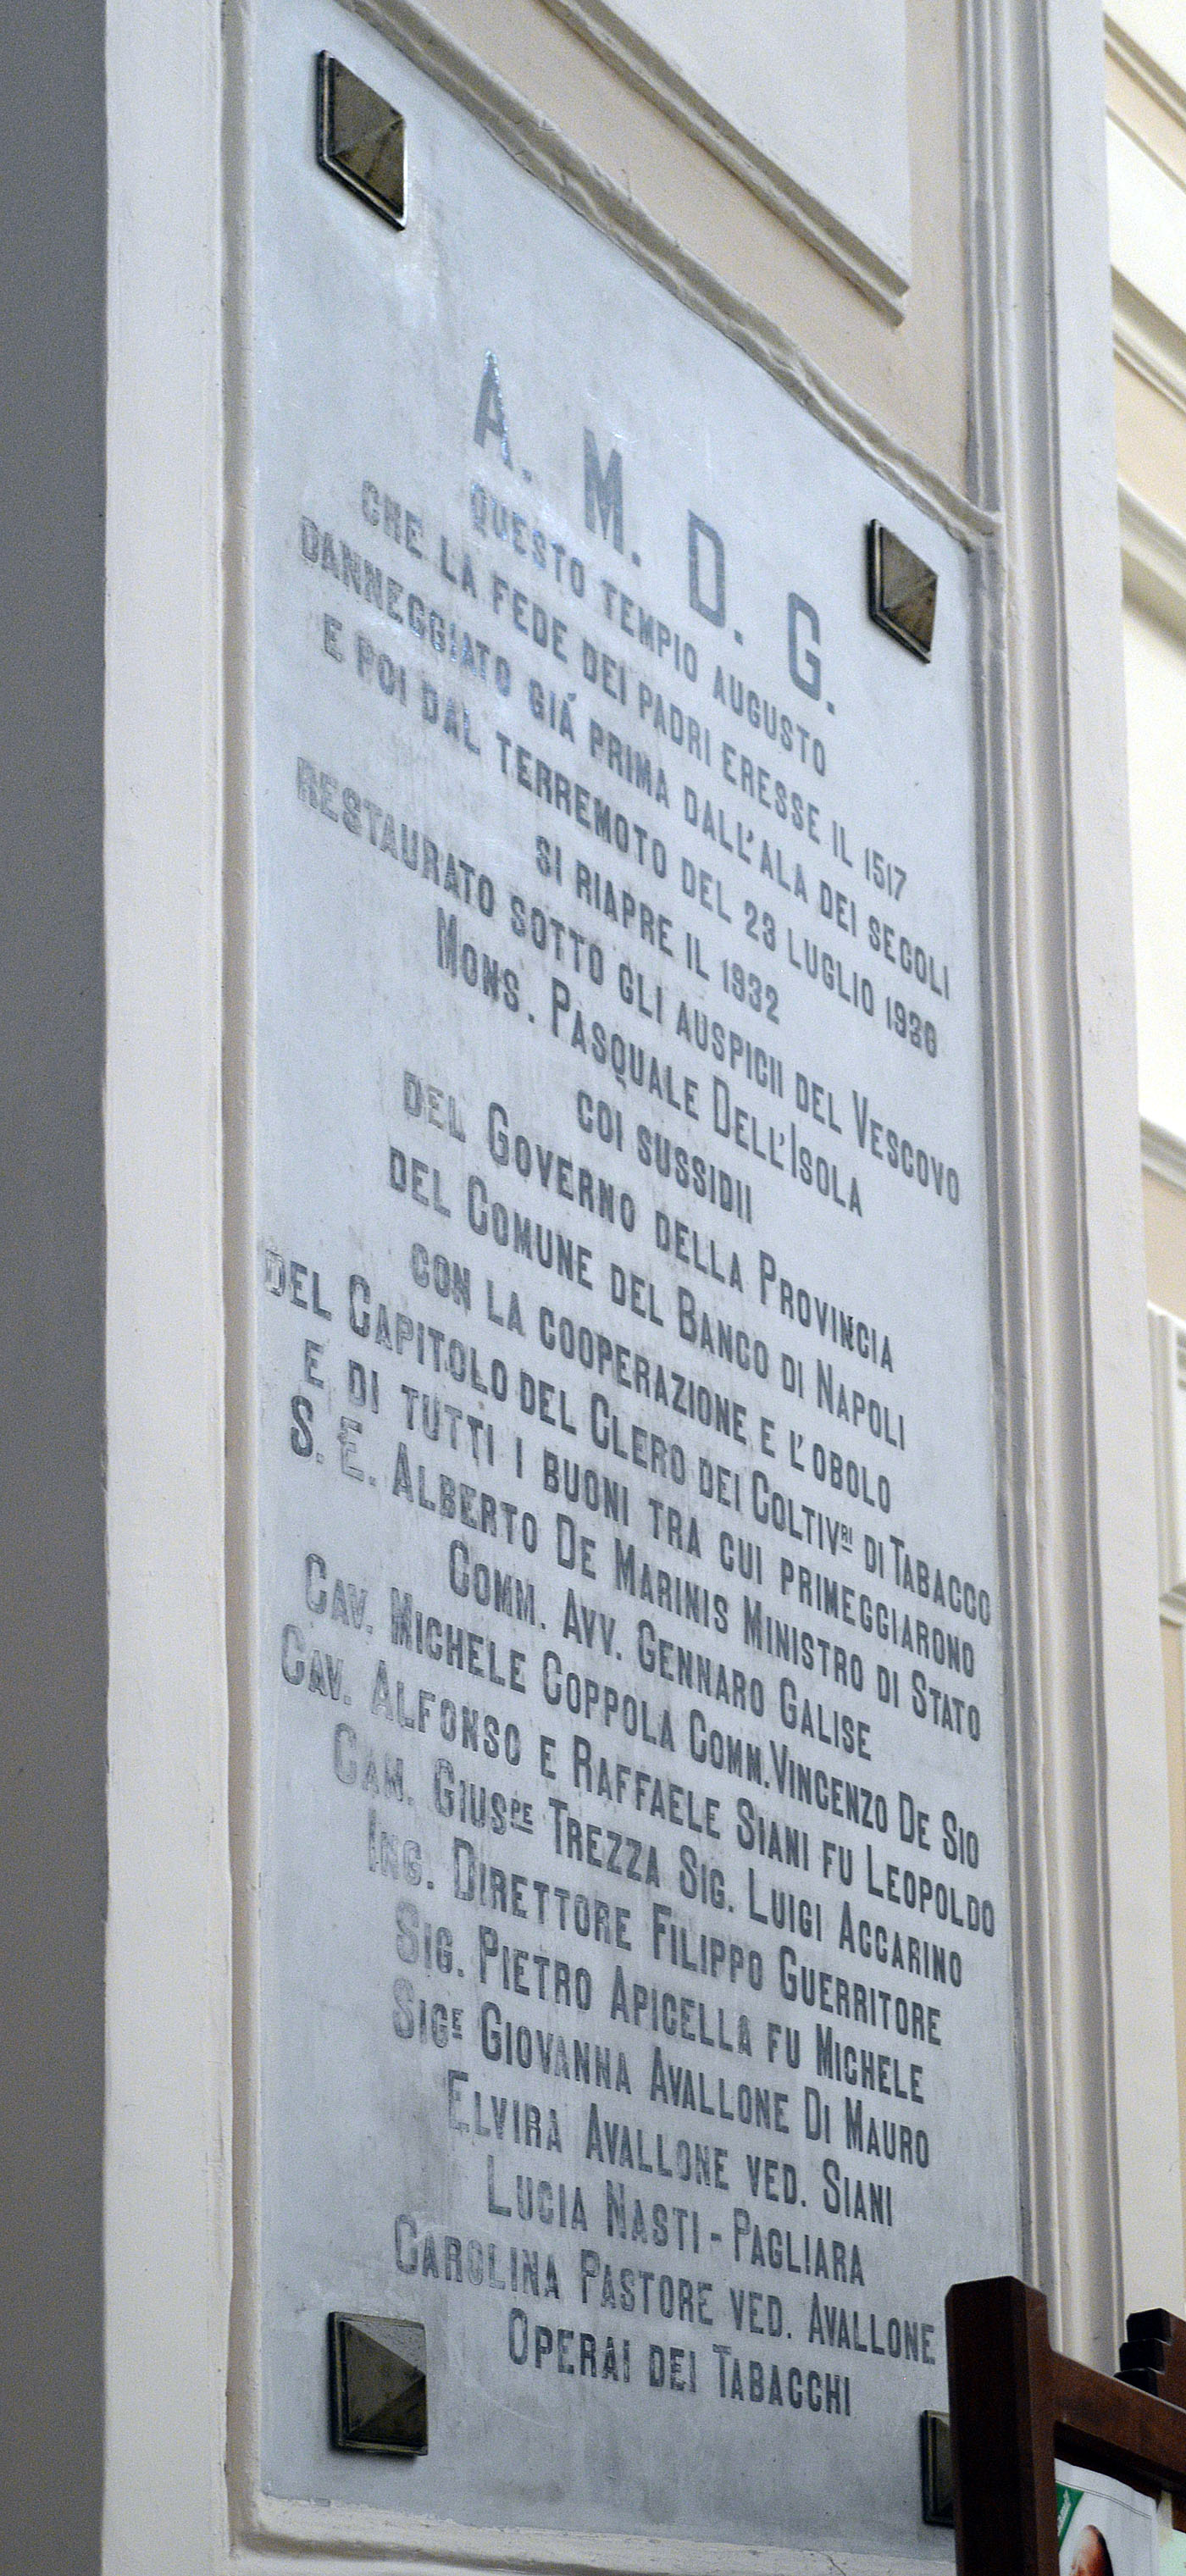 A. M. D. G.
QUESTO TEMPIO AUGUSTO
CHE LA FEDE DEI PADRI ERESSE IL 1517
DANNEGGIATO GIÁ PRIMA DALL'ALA DEI SECOLI
E POI DAL TERREMOTO DEL 23 LUGLIO 1930
SI RIAPRE IL 1932
RESTAURATO SOTTO GLI AUSPICII DEL VESCOVO
MONS. PASQUALE DELL'ISOLA
COI SUSSIDII
DEL GOVERNO DELLA PROVINCIA
DEL COMUNE DEL BANCO DI NAPOLI
CON LA COOPERAZIONE E L'OBOLO
DEL CAPITOLO DEL CLERO DEI COLTIVRI DI TABACCO
E DI TUTTI I BUONI TRA CUI PRIMEGGIARONO
S. E. ALBERTO DE MARINIS MINISTRO DI STATO
COMM. AVV. GENNARO GALISE
CAV. MICHELE COPPOLA COMM. VINCENZO DE SIO
CAV. ALFONSO E RAFFAELE SIANI FU LEOPOLDO
CAN. GIUSPE TREZZA SIG. LUIGI ACCARINO
ING. DIRETTORE FILIPPO GUERRITORE
SIG. PIETRO APICELLA FU MICHELE
SIGE GIOVANNA AVALLONE DI MAURO
ELVIRA AVALLONE VED. SIANI
LUCIA NASTI - PAGLIARA
CAROLINA PASTORE VED. AVALLONE
OPERAI DEI TABACCHI